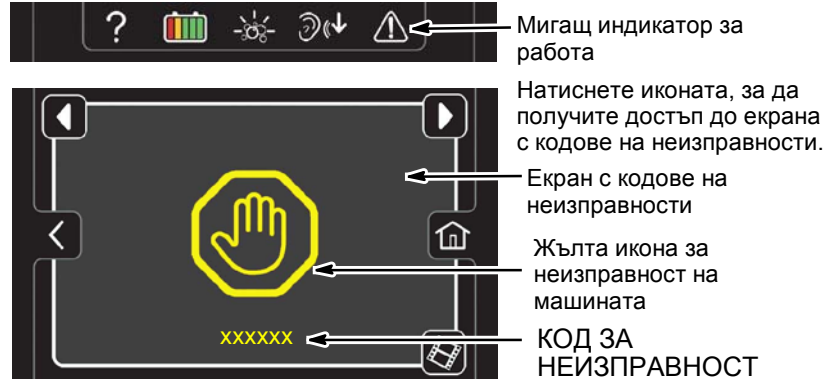 ?
Мигащ индикатор за
работа
Натиснете иконата, за да
получите достъп до екрана
с кодове на неизправности.
Екран с кодове на
неизправности
Жълта икона за
неизправност на
машината
xxxxxx
КОД ЗА
НЕИЗПРАВНОСТ